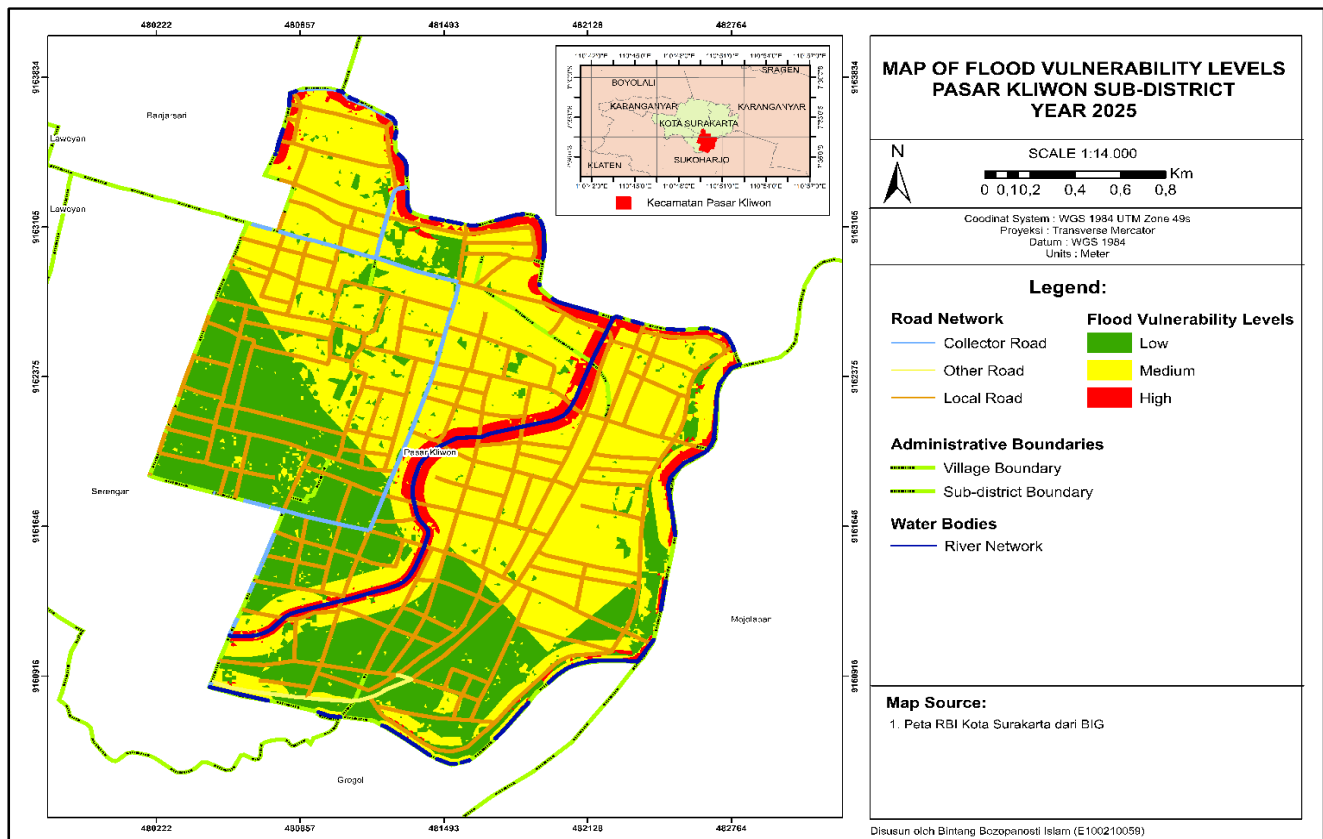 480222 480857 481493 482128 482764
9163834
9163105
9162375
9161646
9160916
Banjarsari
Laweyan
Laweyan
Serengan
Pasar Kliwon
Mojolaban
Grogol
480222 480857 481493 482128 482764
SRAGEN
BOYOLALI
KARANGANYAR
KARANGANYAR
KOTA SURAKARTA
SUKOHARJO
KLATEN
Kecamatan Pasar Kliwon
MAP OF FLOOD VULNERABILITY LEVELS
PASAR KLIWON SUB-DISTRICT
YEAR 2025
N
SCALE 1:14.000
Km
0 0,10,2 0,4 0,6 0,8
Coodinat System : WGS 1984 UTM Zone 49s
Proyeksi : Transverse Mercator
Datum : WGS 1984
Units : Meter
Legend:
Road Network
Collector Road
Other Road
Local Road
Flood Vulnerability Levels
Low
Medium
High
Administrative Boundaries
Village Boundary
Sub-district Boundary
Water Bodies
River Network
Map Source:
1. Peta RBI Kota Surakarta dari BIG
Disusun oleh Bintang Islam (E100210059)